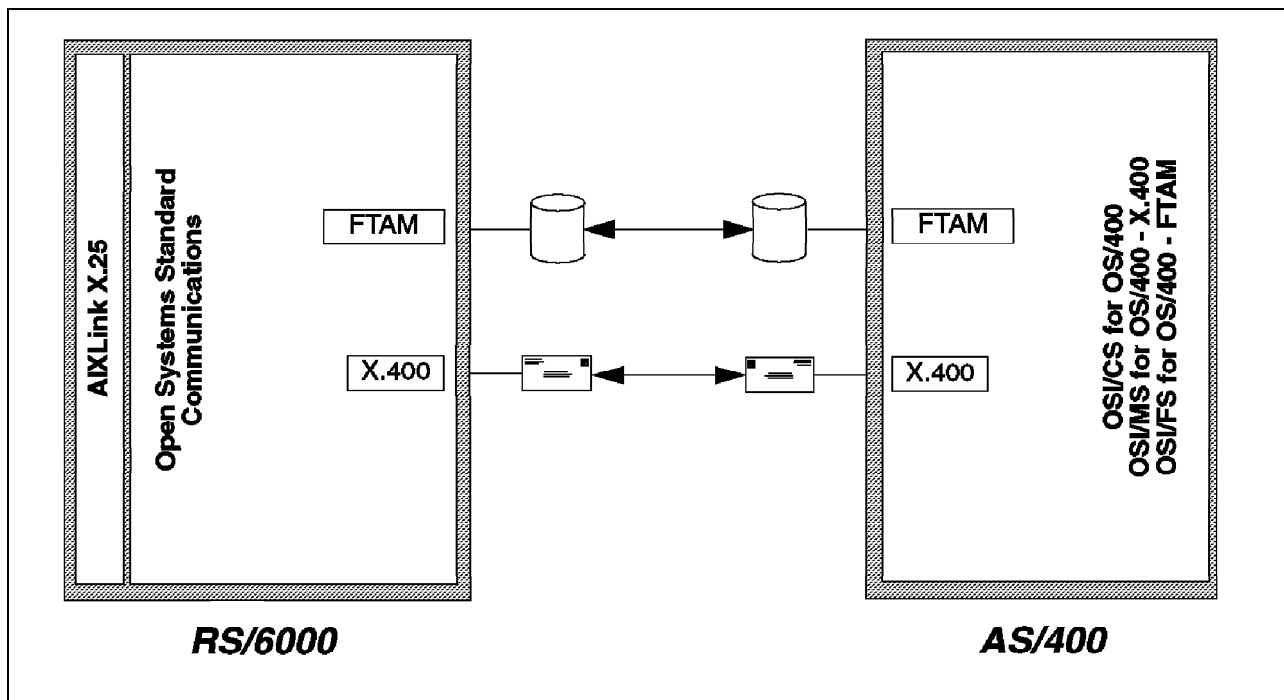 AIXLink X.25
Open Systems Standard
Communications
FTAM
X.400
FTAM
X.400
OSI/CS for OS/400
OSI/MS for OS/400 - X.400
OSI/FS for OS/400 - FTAM
RS/6000
AS/400